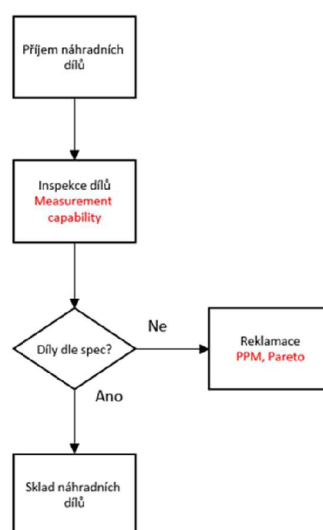 Příjem náhradních
dílů
Inspekce dílů
Measurement
capability
Díly dle spec?
Ne
Reklamace
PPM, Pareto
Ano
Sklad náhradních
dílů